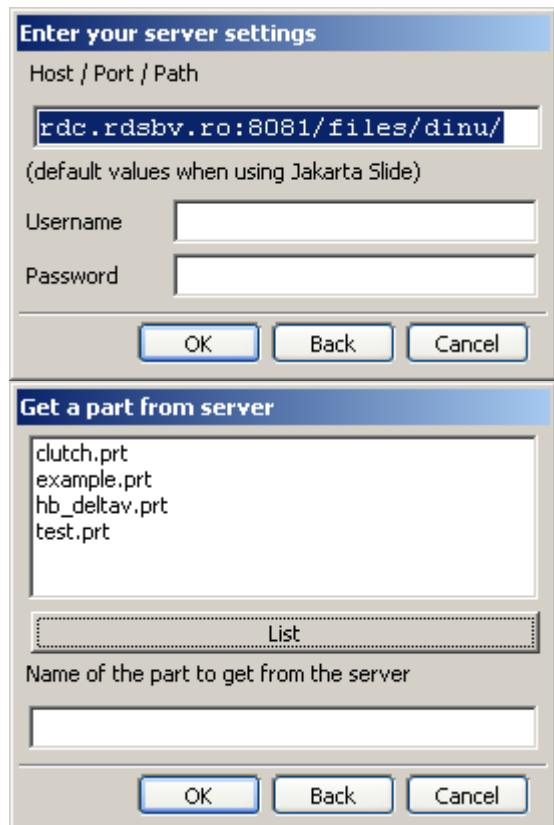 Enter your server settings
Host / Port / Path
rdc.rdsbv.ro:8081/files/dinu/
(default values when using Jakarta Slide)
Username
Password
OK Back Cancel
Get a part from server
clutch.prt
example.prt
hb_deltav.prt
test.prt
List
Name of the part to get from the server
OK Back Cancel